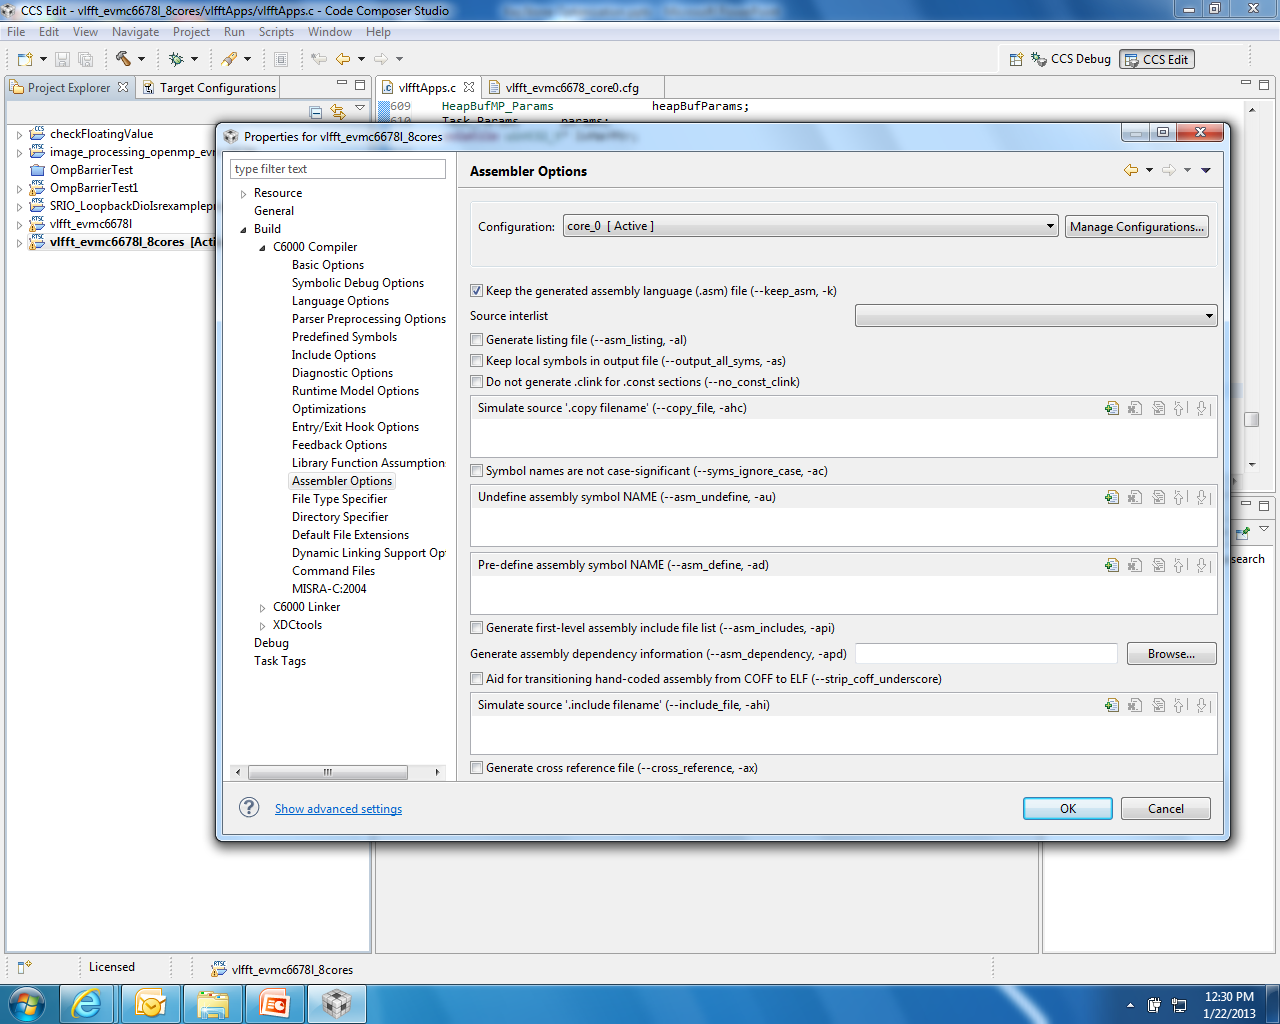 CCS Edit - vlfft_evmc6678l_8cores/vlfftApps/vlfftApps.c - Code Composer Studio
File Edit View Navigate Project Run Scripts Window Help
CCS Debug CCS Edit
Project Explorer Target Configurations
vlfftApps.c vlfft_evmc6678_core0.cfg
609 HeapBufMP_Params heapBufParams;
Task_Params params;
checkFloatingValue
image_processing_openmp_ev
OmpBarrierTest
OmpBarrierTest1
SRIO_LoopbackDioIsrexamplep
vlfft_evmc6678l
vlfft_evmc6678l_8cores [Acti
Properties for vlfft_evmc6678l_8cores
type filter text
Resource
General
Build
C6000 Compiler
Basic Options
Symbolic Debug Options
Language Options
Parser Preprocessing Options
Predefined Symbols
Include Options
Diagnostic Options
Runtime Model Options
Optimizations
Entry/Exit Hook Options
Feedback Options
Library Function Assumption
Assembler Options
File Type Specifier
Directory Specifier
Default File Extensions
Dynamic Linking Support Op
Command Files
MISRA-C:2004
C6000 Linker
XDCtools
Debug
Task Tags
Assembler Options
Configuration: core_0 [ Active ] Manage Configurations...
Keep the generated assembly language (.asm) file (--keep_asm, -k)
Source interlist
Generate listing file (--asm_listing, -al)
Keep local symbols in output file (--output_all_syms, -as)
Do not generate .clink for .const sections (--no_const_clink)
Simulate source '.copy filename' (--copy_file, -ahc)
Symbol names are not case-significant (--syms_ignore_case, -ac)
Undefine assembly symbol NAME (--asm_undefine, -au)
Pre-define assembly symbol NAME (--asm_define, -ad)
Generate first-level assembly include file list (--asm_includes, -api)
Generate assembly dependency information (--asm_dependency, -apd) Browse...
Aid for transitioning hand-coded assembly from COFF to ELF (--strip_coff_underscore)
Simulate source '.include filename' (--include_file, -ahi)
Generate cross reference file (--cross_reference, -ax)
Show advanced settings
OK Cancel
search
Licensed vlfft_evmc6678l_8cores
12:30 PM
1/22/2013